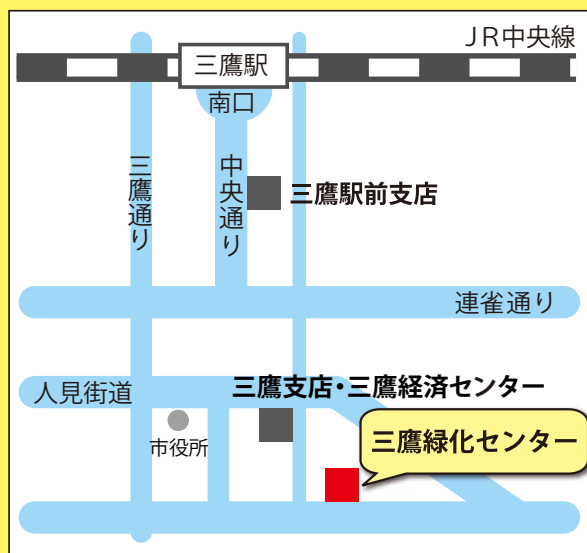 JR中央線
三鷹駅
南口
三鷹通り
中央通り
三鷹駅前支店
連雀通り
人見街道
三鷹支店・三鷹経済センター
市役所
三鷹緑化センター